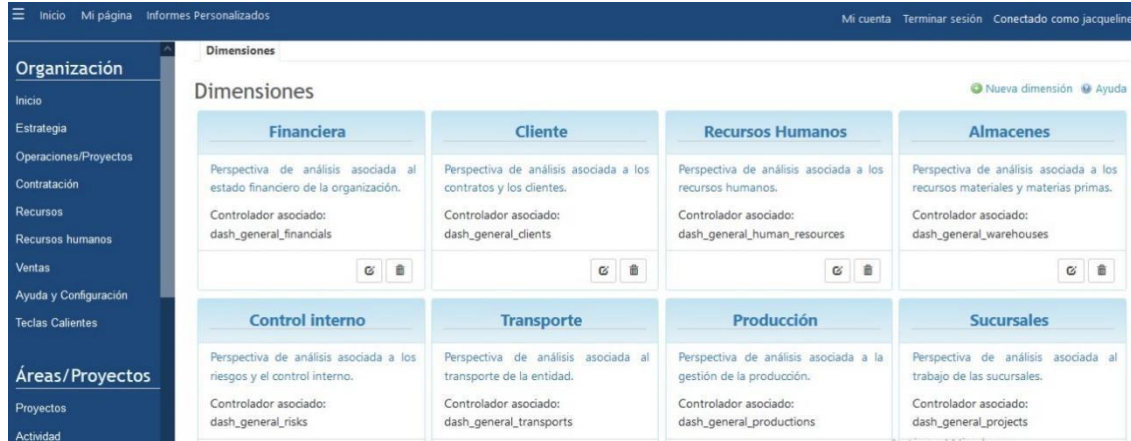 Inicio Mi página Informes Personalizados
Mi cuenta Terminar sesión Conectado como jacqueline
Organización
Inicio
Estrategia
Operaciones/Proyectos
Contratación
Recursos
Recursos humanos
Ventas
Ayuda y Configuración
Teclas Calientes
Áreas/Proyectos
Proyectos
Actividad
Dimensiones
Dimensiones
Nueva dimensión Ayuda
Financiera
Perspectiva de análisis asociada al
estado financiero de la organización.
Controlador asociado:
dash_general_financials
Cliente
Perspectiva de análisis asociada a los
contratos y los clientes.
Controlador asociado:
dash_general_clients
Recursos Humanos
Perspectiva de análisis asociada a los
recursos humanos.
Controlador asociado:
dash_general_human_resources
Almacenes
Perspectiva de análisis asociada a los
recursos materiales y materias primas.
Controlador asociado:
dash_general_warehouses
Control interno
Perspectiva de análisis asociada a los
riesgos y el control interno.
Controlador asociado:
dash_general_risks
Transporte
Perspectiva de análisis asociada al
transporte de la entidad.
Controlador asociado:
dash_general_transports
Producción
Perspectiva de análisis asociada a la
gestión de la producción.
Controlador asociado:
dash_general_productions
Sucursales
Perspectiva de análisis asociada al
trabajo de las sucursales.
Controlador asociado:
dash_general_projects